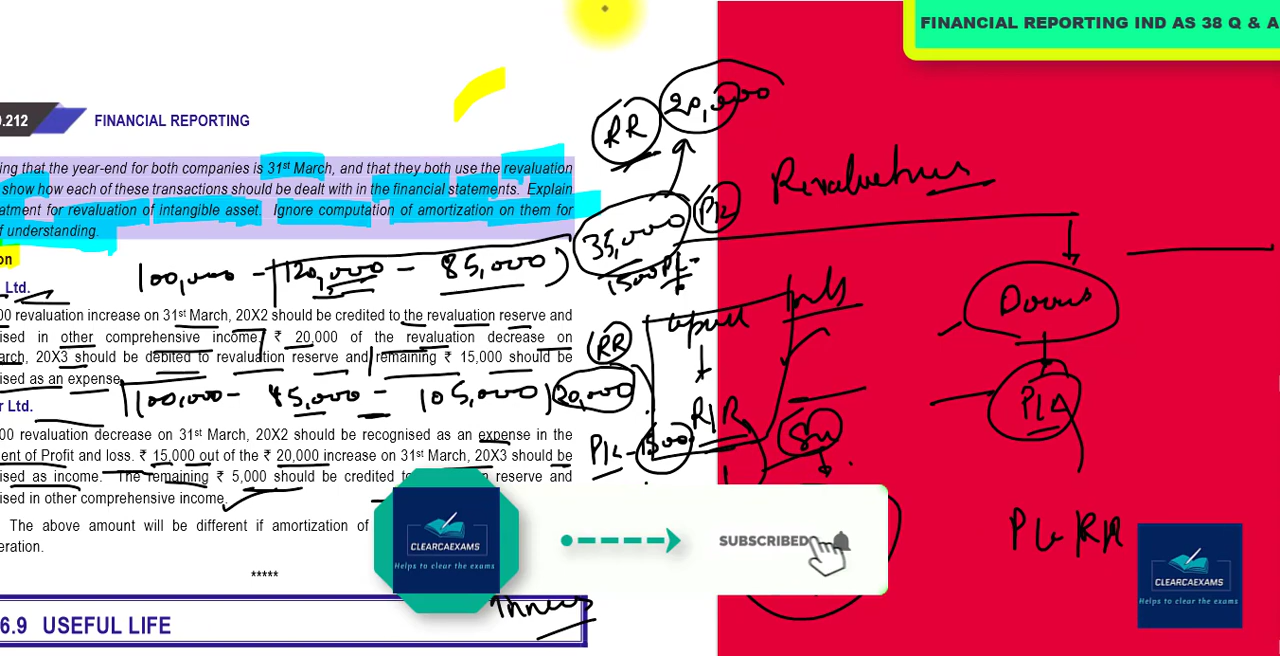 FINANCIAL REPORTING IND AS 38 Q & A
.212 FINANCIAL REPORTING
ing that the year-end for both companies is 31st March, and that they both use the revaluation
show how each of these transactions should be dealt with in the financial statements. Explain
atment for revaluation of intangible asset. Ignore computation of amortization on them for
f understanding.
on
Ltd.
00 revaluation increase on 31st March, 20X2 should be credited to the revaluation reserve and
ised in other comprehensive income. ₹ 20,000 of the revaluation decrease on
arch, 20X3 should be debited to revaluation reserve and remaining ₹ 15,000 should be
ised as an expense.
r Ltd.
00 revaluation decrease on 31st March, 20X2 should be recognised as an expense in the
ent of Profit and loss. ₹ 15,000 out of the ₹ 20,000 increase on 31st March, 20X3 should be
ised as income. The remaining ₹ 5,000 should be credited to reserve and
ised in other comprehensive income.
The above amount will be different if amortization of
eration.
*****
6.9 USEFUL LIFE
RR 20,000
35,000 P/L
100,000 - 120,000 - 85,000
RR
100,000 - 85,000 - 105,000 20,000
P/L
R/R
Down
P/L
CLEARCAEXAMS
Helps to clear the exams
SUBSCRIBED
CLEARCAEXAMS
Helps to clear the exams